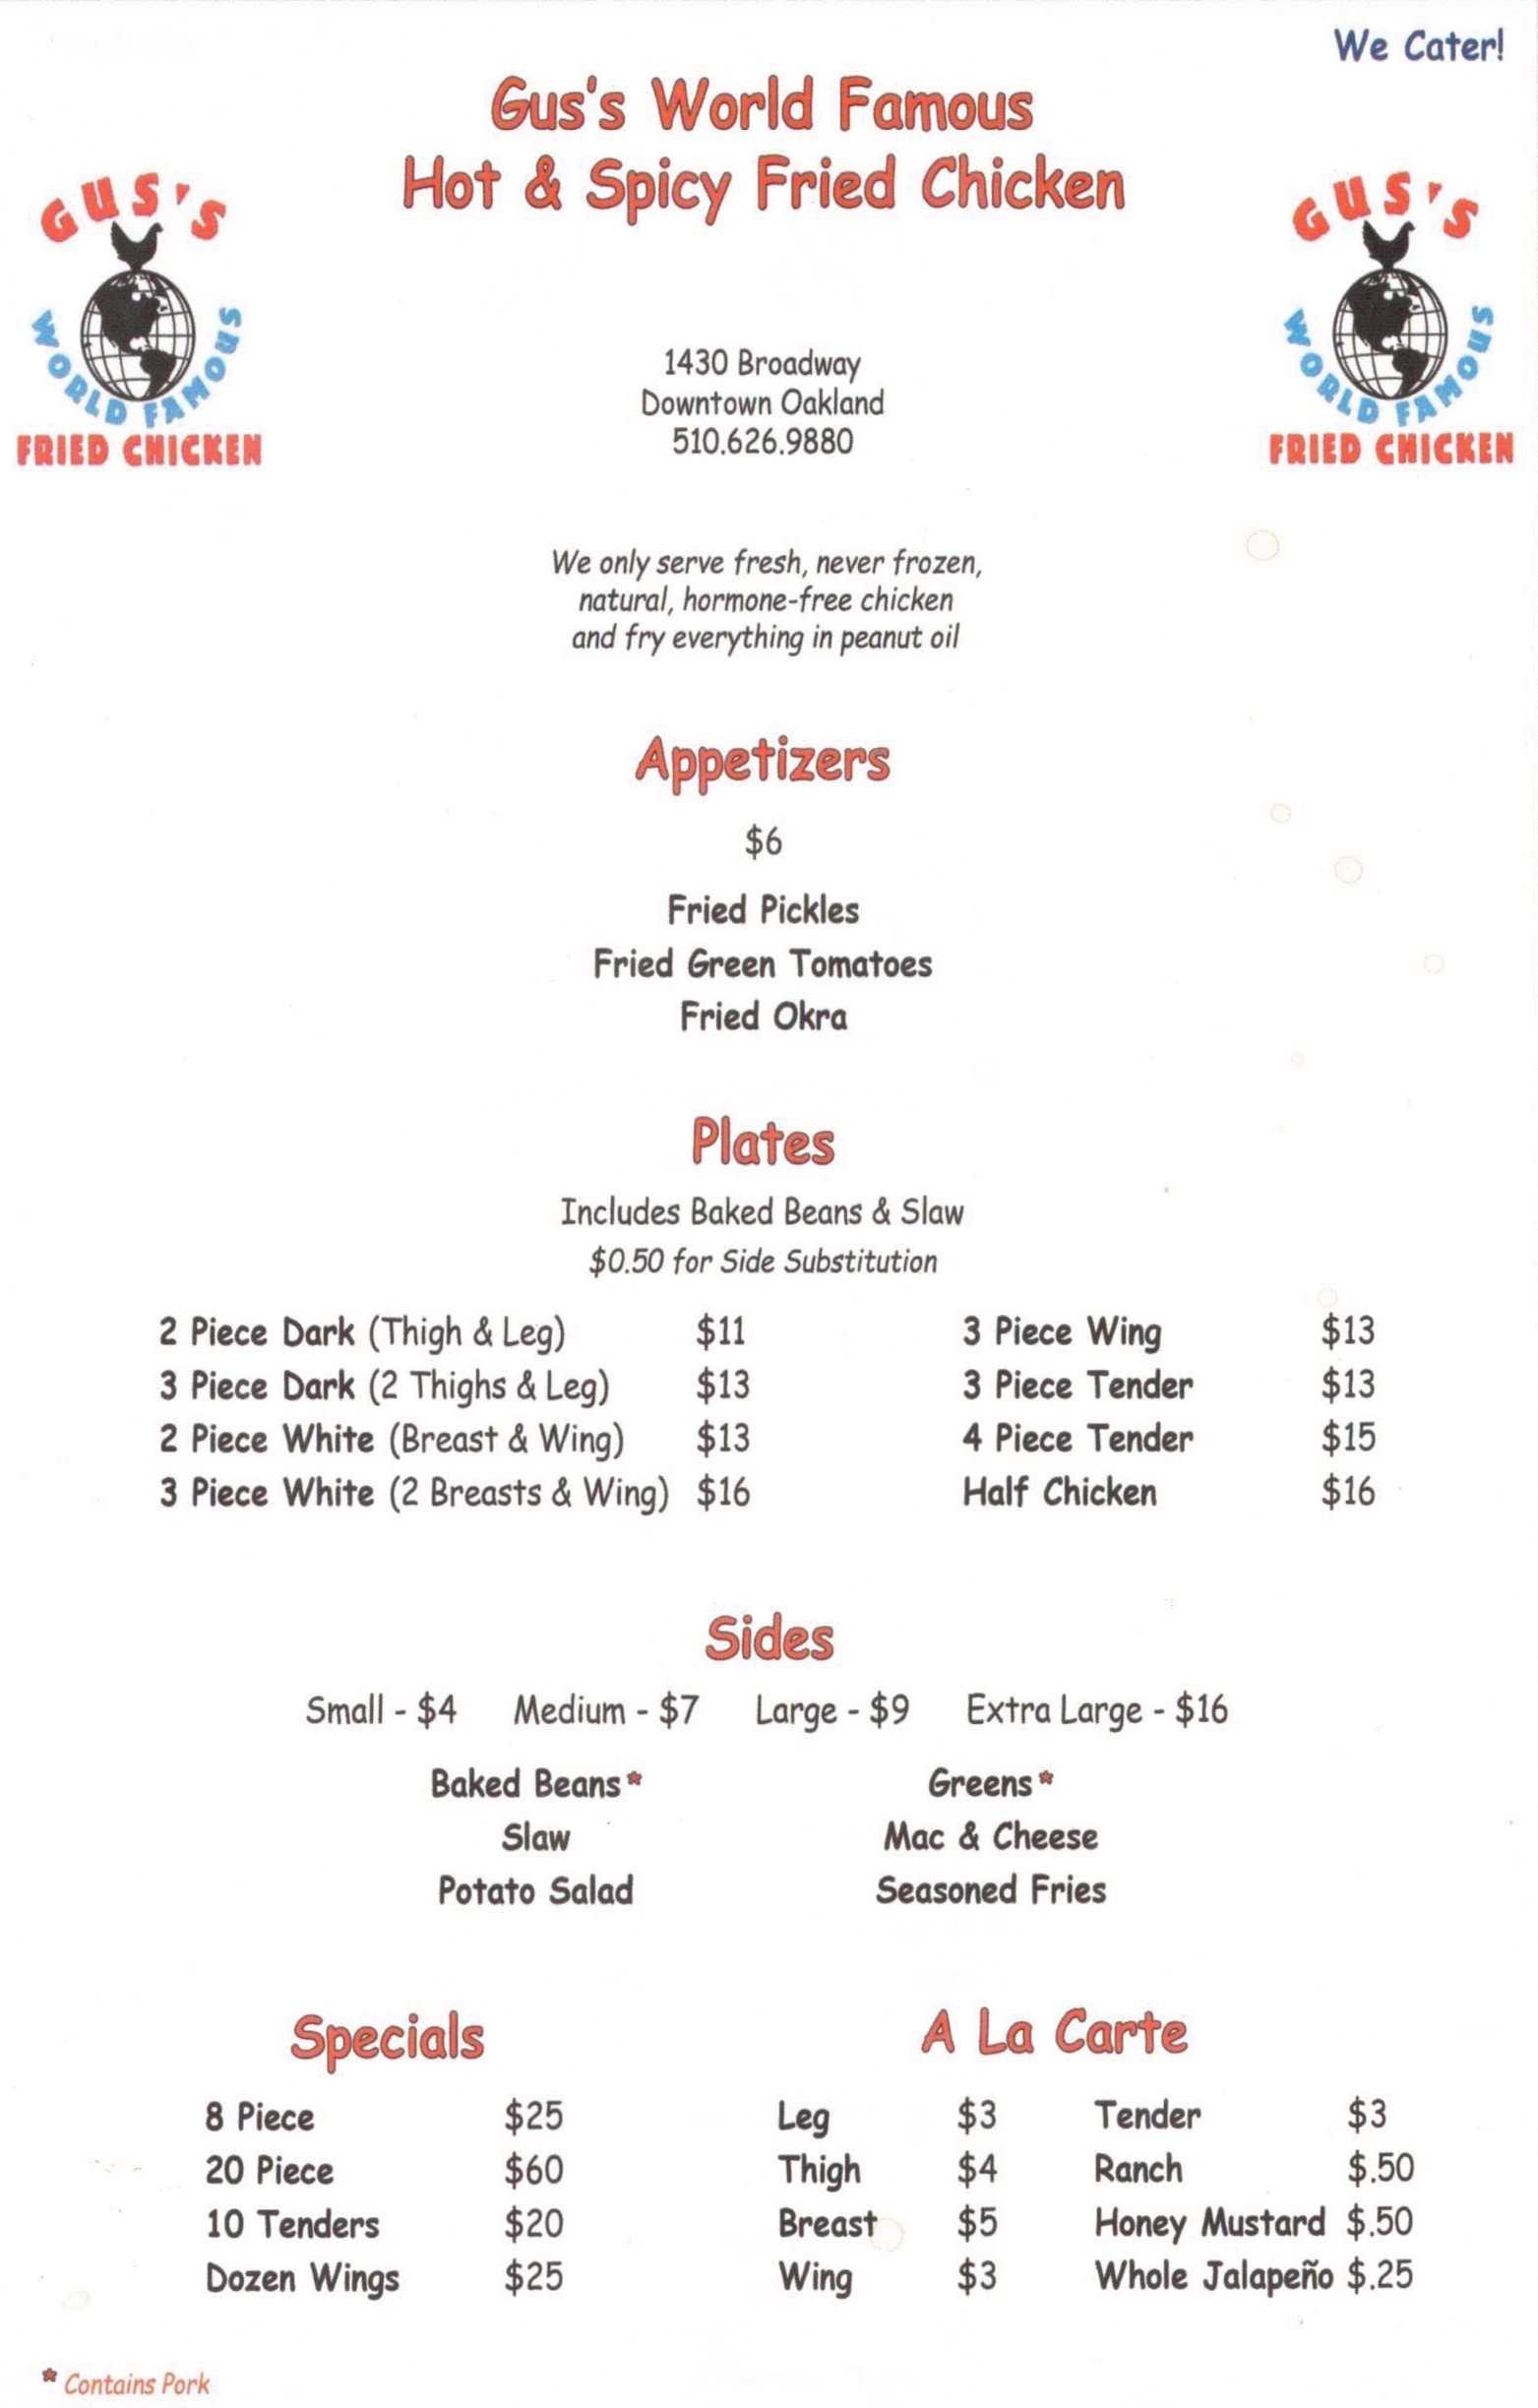 We Cater!
Gus's World Famous
Hot & Spicy Fried Chicken
GUS'S
WORLD FAMOUS
FRIED CHICKEN
GUS'S
WORLD FAMOUS
FRIED CHICKEN
1430 Broadway
Downtown Oakland
510.626.9880
We only serve fresh, never frozen,
natural, hormone-free chicken
and fry everything in peanut oil
Appetizers
$6
Fried Pickles
Fried Green Tomatoes
Fried Okra
Plates
Includes Baked Beans & Slaw
$0.50 for Side Substitution
2 Piece Dark (Thigh & Leg) $11
3 Piece Dark (2 Thighs & Leg) $13
2 Piece White (Breast & Wing) $13
3 Piece White (2 Breasts & Wing) $16
3 Piece Wing $13
3 Piece Tender $13
4 Piece Tender $15
Half Chicken $16
Sides
Small - $4 Medium - $7 Large - $9 Extra Large - $16
Baked Beans*
Slaw
Potato Salad
Greens*
Mac & Cheese
Seasoned Fries
Specials
8 Piece $25
20 Piece $60
10 Tenders $20
Dozen Wings $25
A La Carte
Leg $3
Thigh $4
Breast $5
Wing $3
Tender $3
Ranch $.50
Honey Mustard $.50
Whole Jalapeño $.25
* Contains Pork